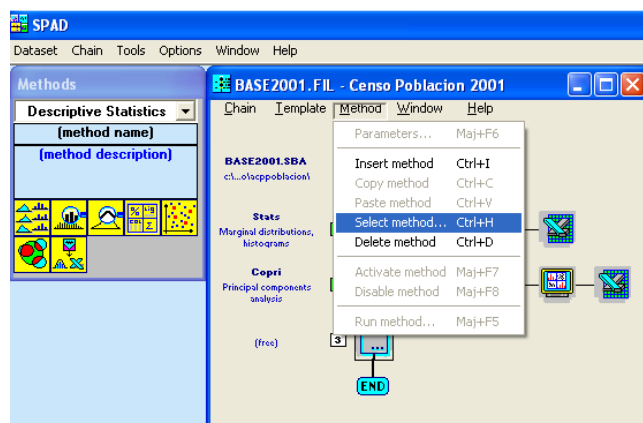 SPAD
Dataset Chain Tools Options Window Help
Methods
Descriptive Statistics
(method name)
(method description)
BASE2001.FIL - Censo Poblacion 2001
Chain Template Method Window Help
Parameters... Maj+F6
Insert method Ctrl+I
Copy method Ctrl+C
Paste method Ctrl+V
Select method... Ctrl+H
Delete method Ctrl+D
Activate method Maj+F7
Disable method Maj+F8
Run method... Maj+F5
BASE2001.SBA
c:\...o\acppoblacion\
Stats
Marginal distributions,
histograms
Copri
Principal components
analysis
(free)
3
...
END